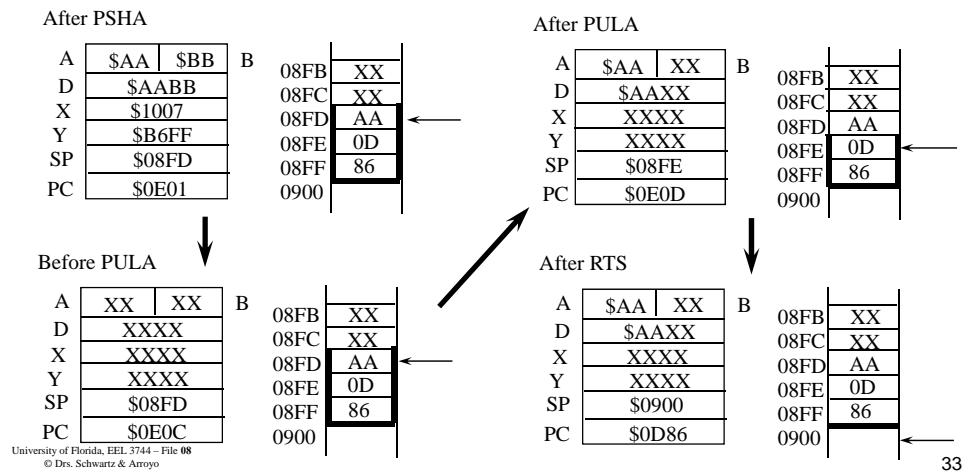 After PSHA
A $AA $BB B
D $AABB
X $1007
Y $B6FF
SP $08FD
PC $0E01
08FB XX
08FC XX
08FD AA
08FE 0D
08FF 86
0900
Before PULA
A XX XX B
D XXXX
X XXXX
Y XXXX
SP $08FD
PC $0E0C
08FB XX
08FC XX
08FD AA
08FE 0D
08FF 86
0900
After PULA
A $AA XX B
D $AAXX
X XXXX
Y XXXX
SP $08FE
PC $0E0D
08FB XX
08FC XX
08FD AA
08FE 0D
08FF 86
0900
After RTS
A $AA XX B
D $AAXX
X XXXX
Y XXXX
SP $0900
PC $0D86
08FB XX
08FC XX
08FD AA
08FE 0D
08FF 86
0900
University of Florida, EEL 3744 – File 08
© Drs. Schwartz & Arroyo
33